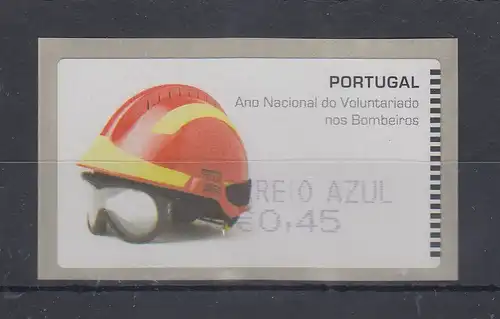 PORTUGAL
Ano Nacional do Voluntariado
nos Bombeiros
REIO AZUL
€0,45